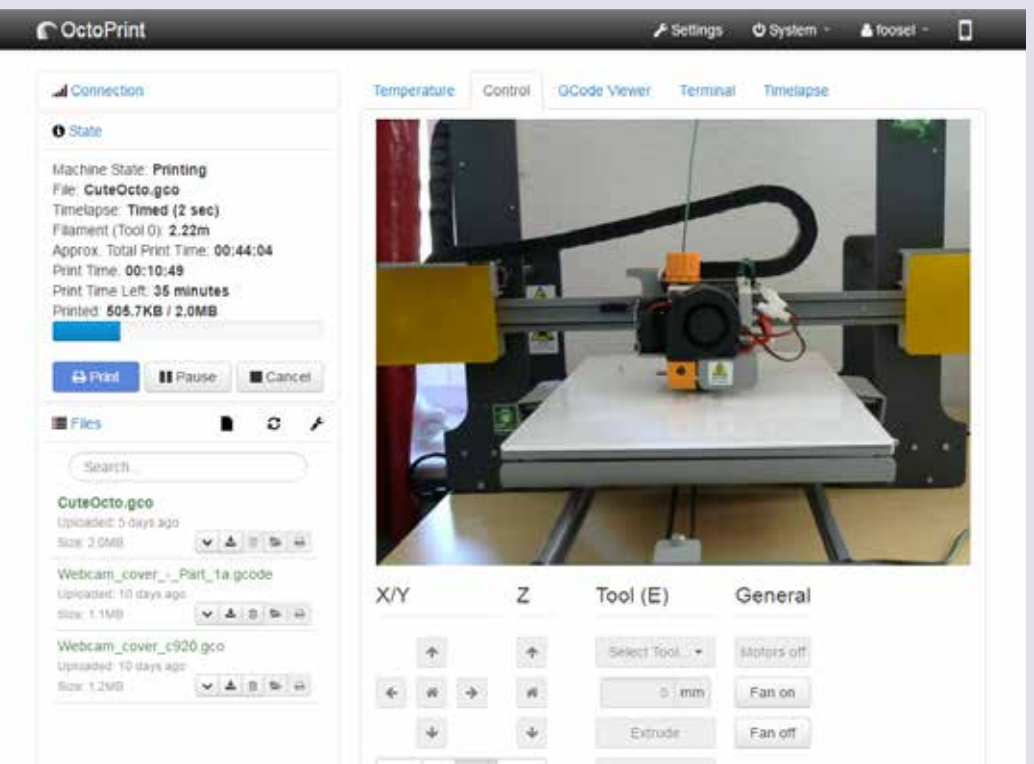 OctoPrint
Settings
System
foosel
Connection
State
Machine State: Printing
File: CuteOcto.gco
Timelapse: Timed (2 sec)
Filament (Tool 0): 2.22m
Approx. Total Print Time: 00:44:04
Print Time: 00:10:49
Print Time Left: 35 minutes
Printed: 505.7KB / 2.0MB
Print
Pause
Cancel
Files
Search...
CuteOcto.gco
Uploaded: 5 days ago
Size: 2.0MB
Webcam_cover_-_Part_1a.gcode
Uploaded: 10 days ago
Size: 1.1MB
Webcam_cover_c920.gco
Uploaded: 10 days ago
Size: 1.2MB
Temperature
Control
GCode Viewer
Terminal
Timelapse
X/Y
Z
Tool (E)
General
Select Tool...
Motors off
5 mm
Fan on
Extrude
Fan off